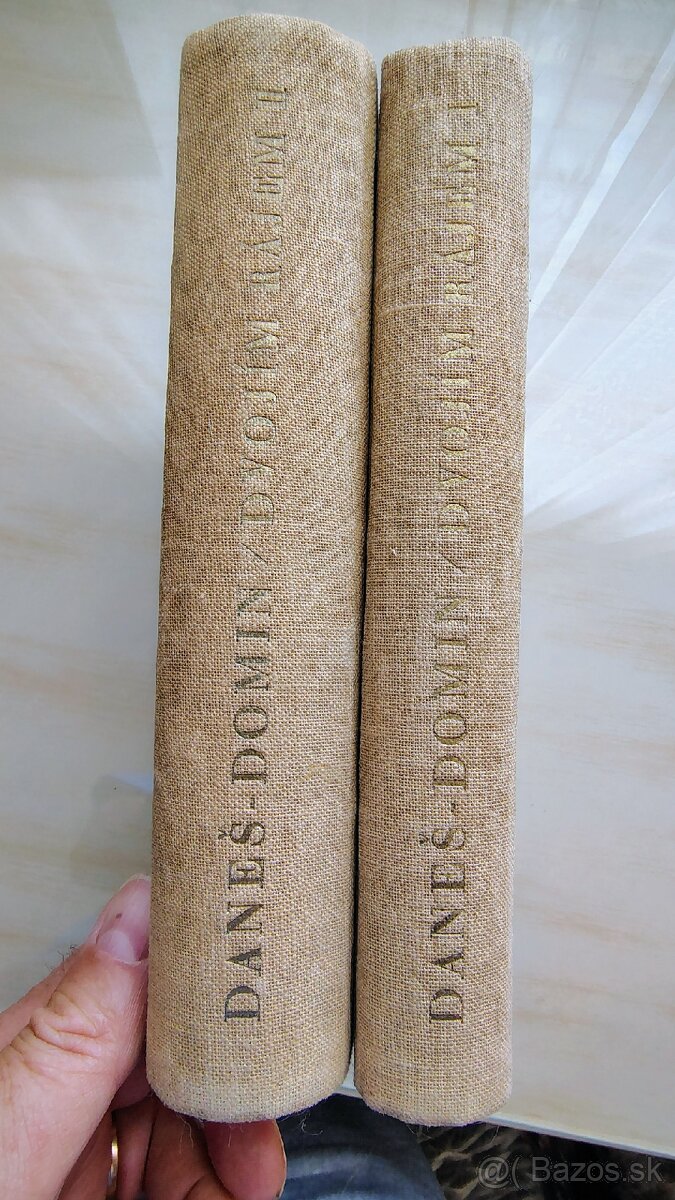 DANEŠ-DOMIN / DVOJÍM RÁJEM II
DANEŠ-DOMIN / DVOJÍM RÁJEM I
@( Bazos.sk